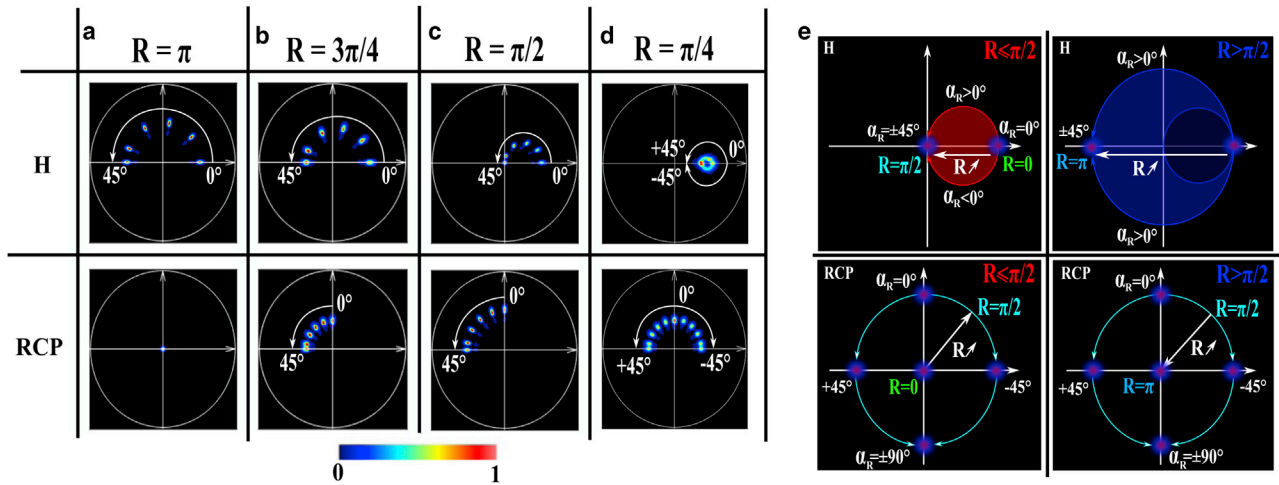 a b c d e
R = π R = 3π/4 R = π/2 R = π/4
H
45° 0°
45° 0°
45° 0°
+45° -45° 0°
RCP
45° 0°
45° 0°
+45° -45°
0 1
H R⩽π/2
α_R>0°
α_R=±45° α_R=0°
R=π/2 R↗ R=0
α_R<0°
H R>π/2
α_R>0°
±45°
R=π R↗
α_R>0°
RCP R⩽π/2
α_R=0°
R=π/2
R↗
+45° R=0 -45°
α_R=±90°
RCP R>π/2
α_R=0°
R=π/2
R↗
+45° R=π -45°
α_R=±90°